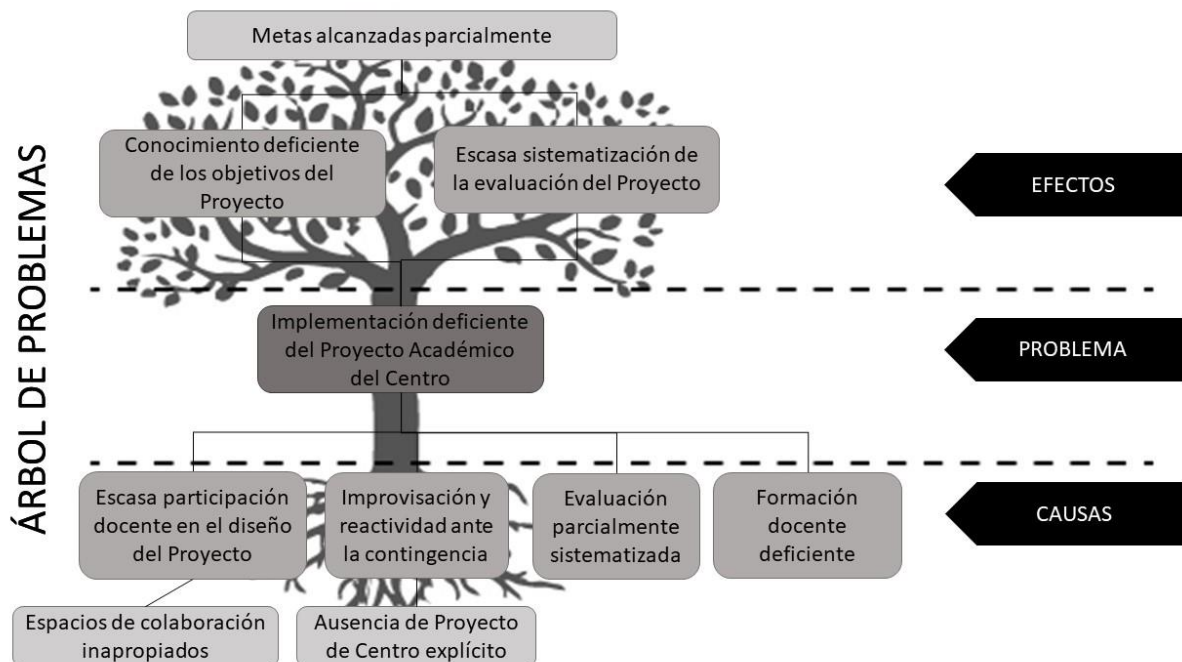 ÁRBOL DE PROBLEMAS
Metas alcanzadas parcialmente
Conocimiento deficiente
de los objetivos del
Proyecto
Escasa sistematización de
la evaluación del Proyecto
EFECTOS
Implementación deficiente
del Proyecto Académico
del Centro
PROBLEMA
Escasa participación
docente en el diseño
del Proyecto
Improvisación y
reactividad ante
la contingencia
Evaluación
parcialmente
sistematizada
Formación
docente
deficiente
CAUSAS
Espacios de colaboración
inapropiados
Ausencia de Proyecto
de Centro explícito